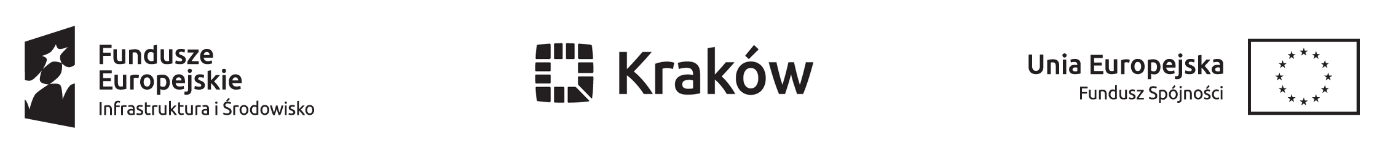 Fundusze
Europejskie
Infrastruktura i Środowisko
Kraków
Unia Europejska
Fundusz Spójności